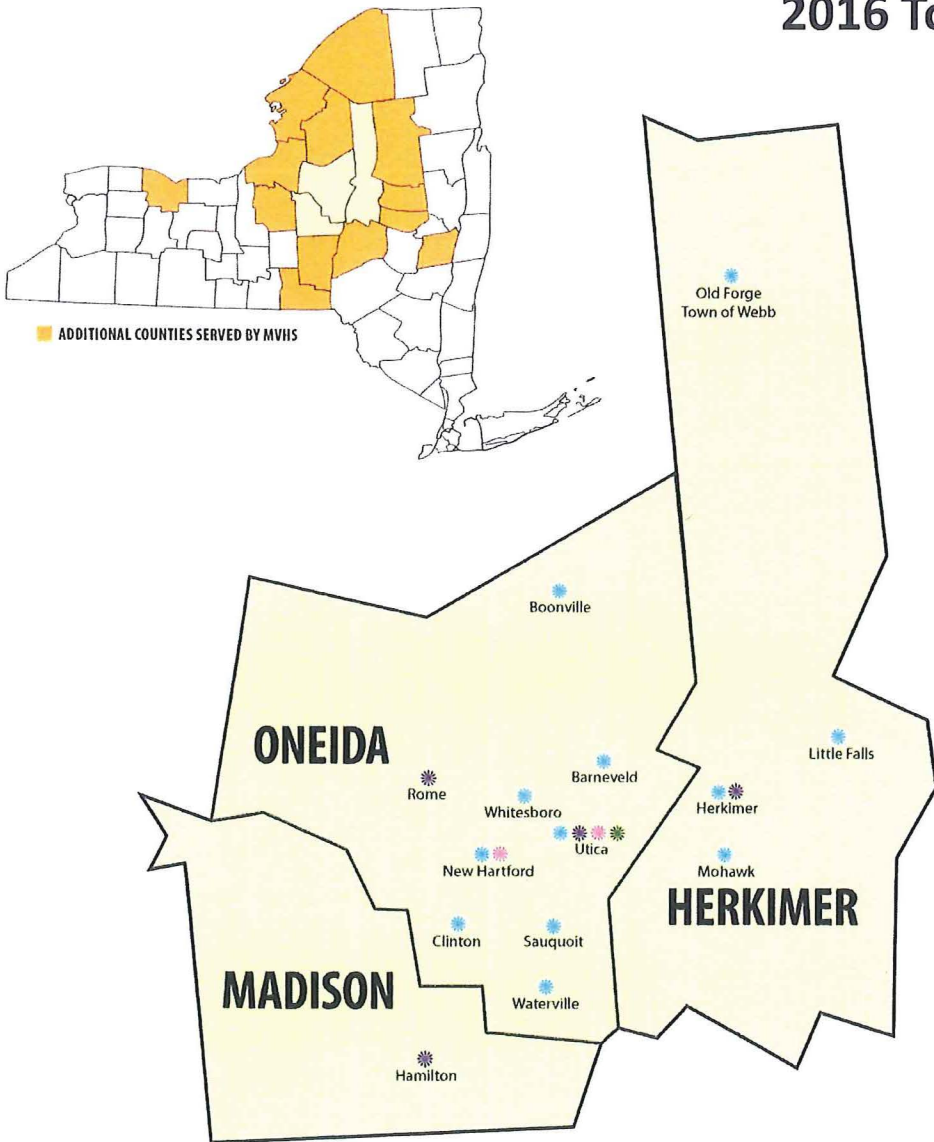 2016 To
ADDITIONAL COUNTIES SERVED BY MVHS
Old Forge
Town of Webb
Boonville
ONEIDA
Barneveld
Little Falls
Rome
Whitesboro
Herkimer
Utica
New Hartford
Mohawk
HERKIMER
Clinton
Sauquoit
MADISON
Waterville
Hamilton